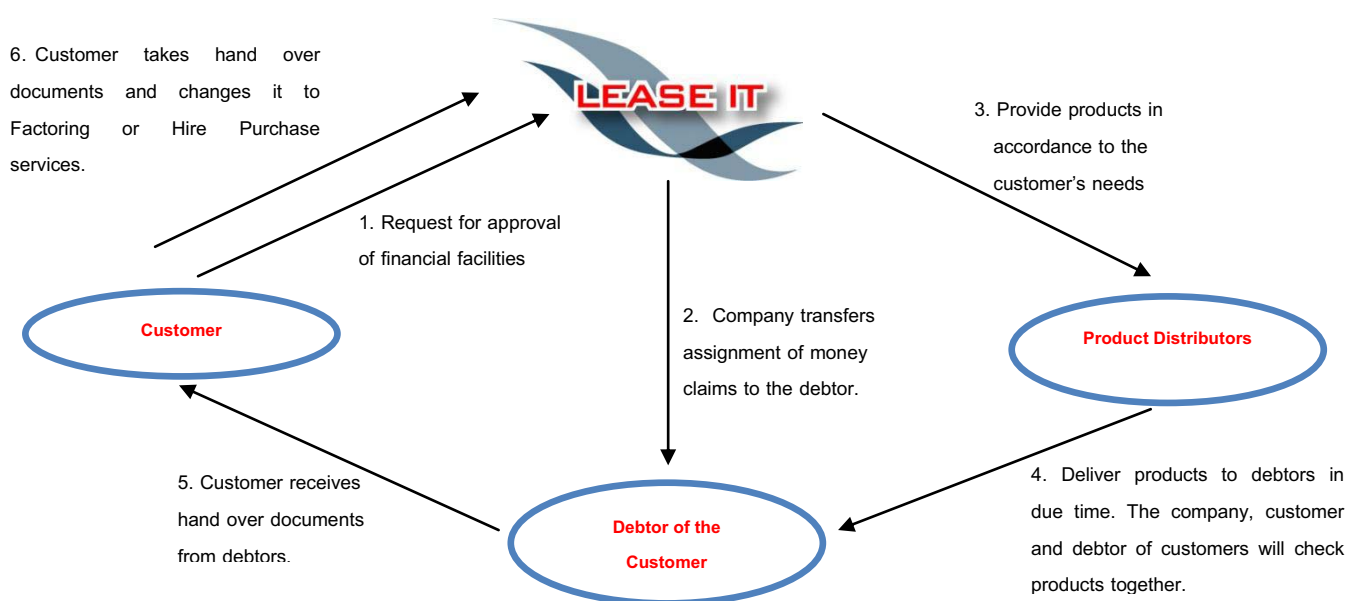 6. Customer takes hand over
documents and changes it to
Factoring or Hire Purchase
services.
LEASE IT
3. Provide products in
accordance to the
customer's needs
1. Request for approval
of financial facilities
Customer
2. Company transfers
assignment of money
claims to the debtor.
Product Distributors
5. Customer receives
hand over documents
from debtors.
Debtor of the
Customer
4. Deliver products to debtors in
due time. The company, customer
and debtor of customers will check
products together.